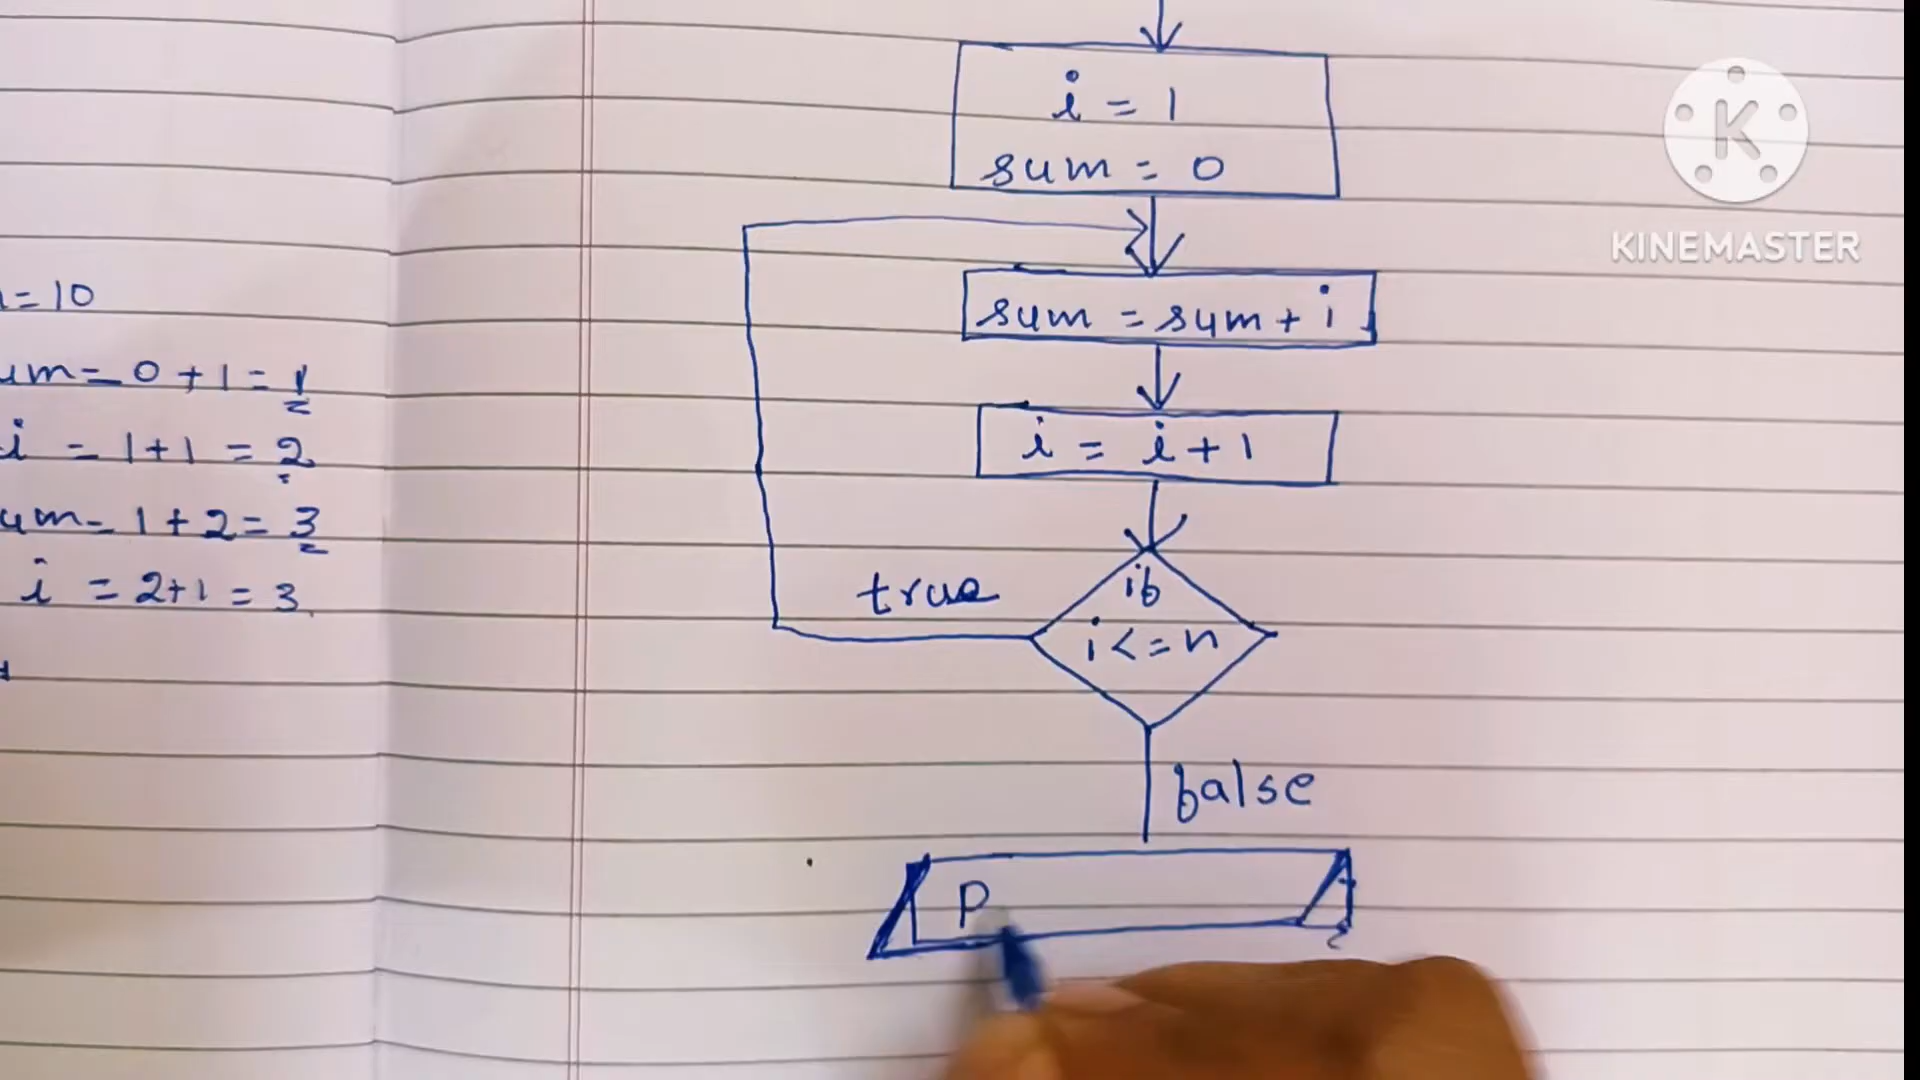 =10
um = 0 + 1 = 1
i = 1+1 = 2
um = 1 + 2 = 3
i = 2+1 = 3
i = 1
sum = 0
sum = sum + i
i = i + 1
if
i <= n
true
false
P
K
KINEMASTER